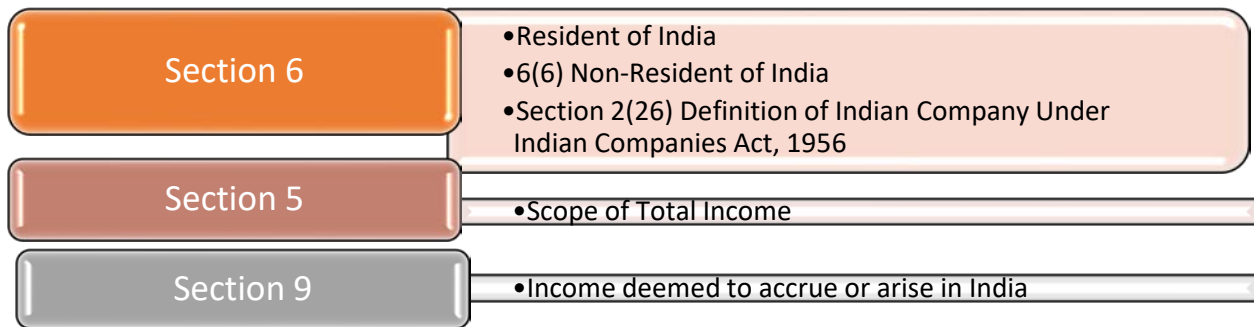 Section 6
•Resident of India
•6(6) Non-Resident of India
•Section 2(26) Definition of Indian Company Under
Indian Companies Act, 1956
Section 5
•Scope of Total Income
Section 9
•Income deemed to accrue or arise in India